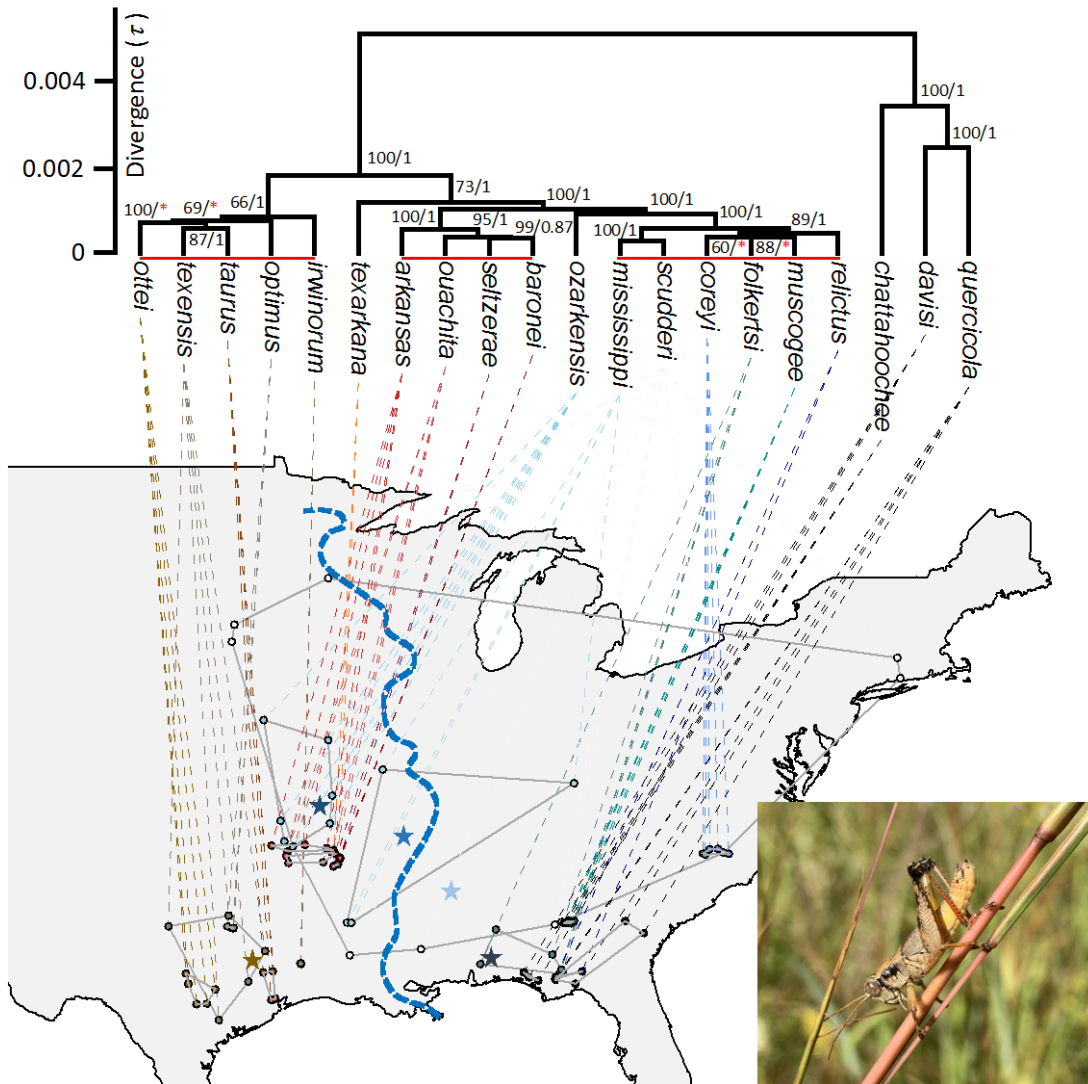 Divergence (τ)
0.004
0.002
0
100/1
100/1
100/1
73/1
100/1
66/1
69/*
100/*
87/1
100/1
95/1
99/0.87
100/1
100/1
100/1
89/1
60/*
88/*
ottei
texensis
taurus
optimus
irwinorum
texarkana
arkansas
ouachita
seltzerae
baronei
ozarkensis
mississippi
scudderi
coreyi
folkertsi
muscogee
relictus
chattahoochee
davisi
quercicola